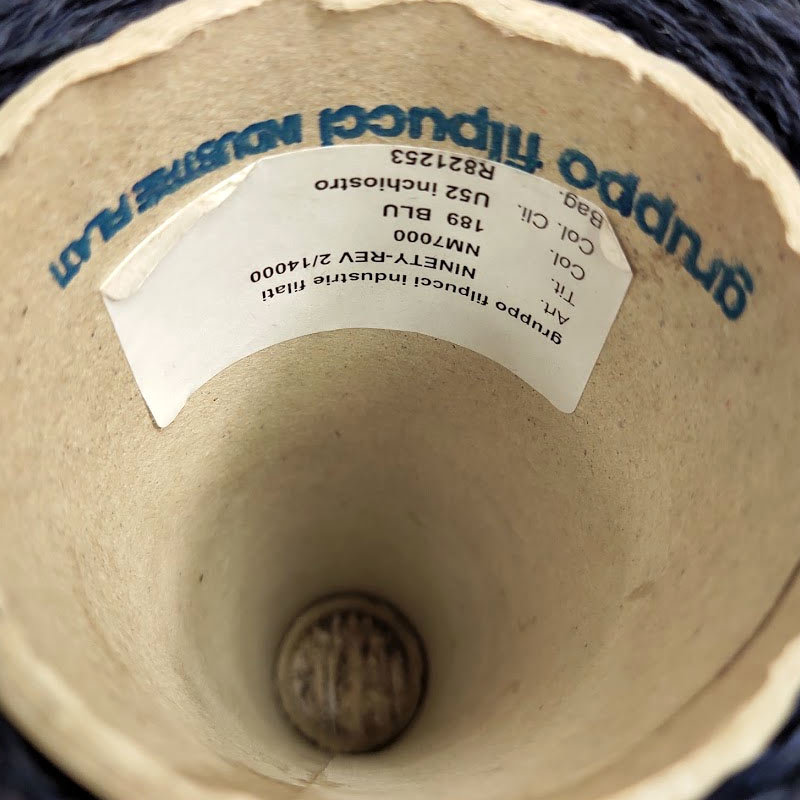 gruppo filpucci INDUSTRIE FILATI
gruppo filpucci industrie filati
Art. NINETY-REV 2/14000
Tit. NM7000
Col. 189 BLU
Col. Cli. U52 inchiostro
Bag. R821253